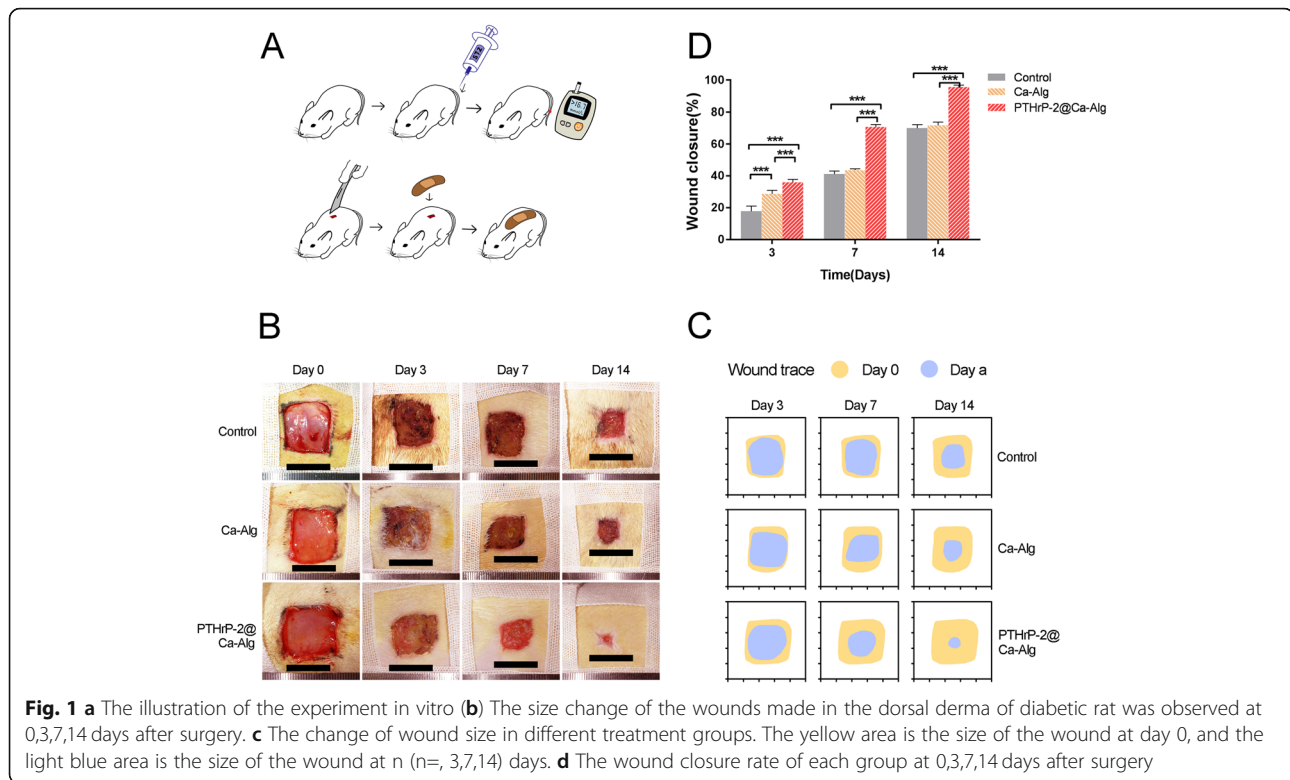 A
STZ
>16.7
mmol/L
D
Wound closure(%)
100
80
60
40
20
0
***
***
***
***
***
***
***
3
7
14
Time(Days)
Control
Ca-Alg
PTHrP-2@Ca-Alg
B
Day 0
Day 3
Day 7
Day 14
Control
Ca-Alg
PTHrP-2@
Ca-Alg
C
Wound trace
Day 0
Day a
Day 3
Day 7
Day 14
Control
Ca-Alg
PTHrP-2@
Ca-Alg
Fig. 1 a The illustration of the experiment in vitro (b) The size change of the wounds made in the dorsal derma of diabetic rat was observed at
0,3,7,14 days after surgery. c The change of wound size in different treatment groups. The yellow area is the size of the wound at day 0, and the
light blue area is the size of the wound at n (n=, 3,7,14) days. d The wound closure rate of each group at 0,3,7,14 days after surgery